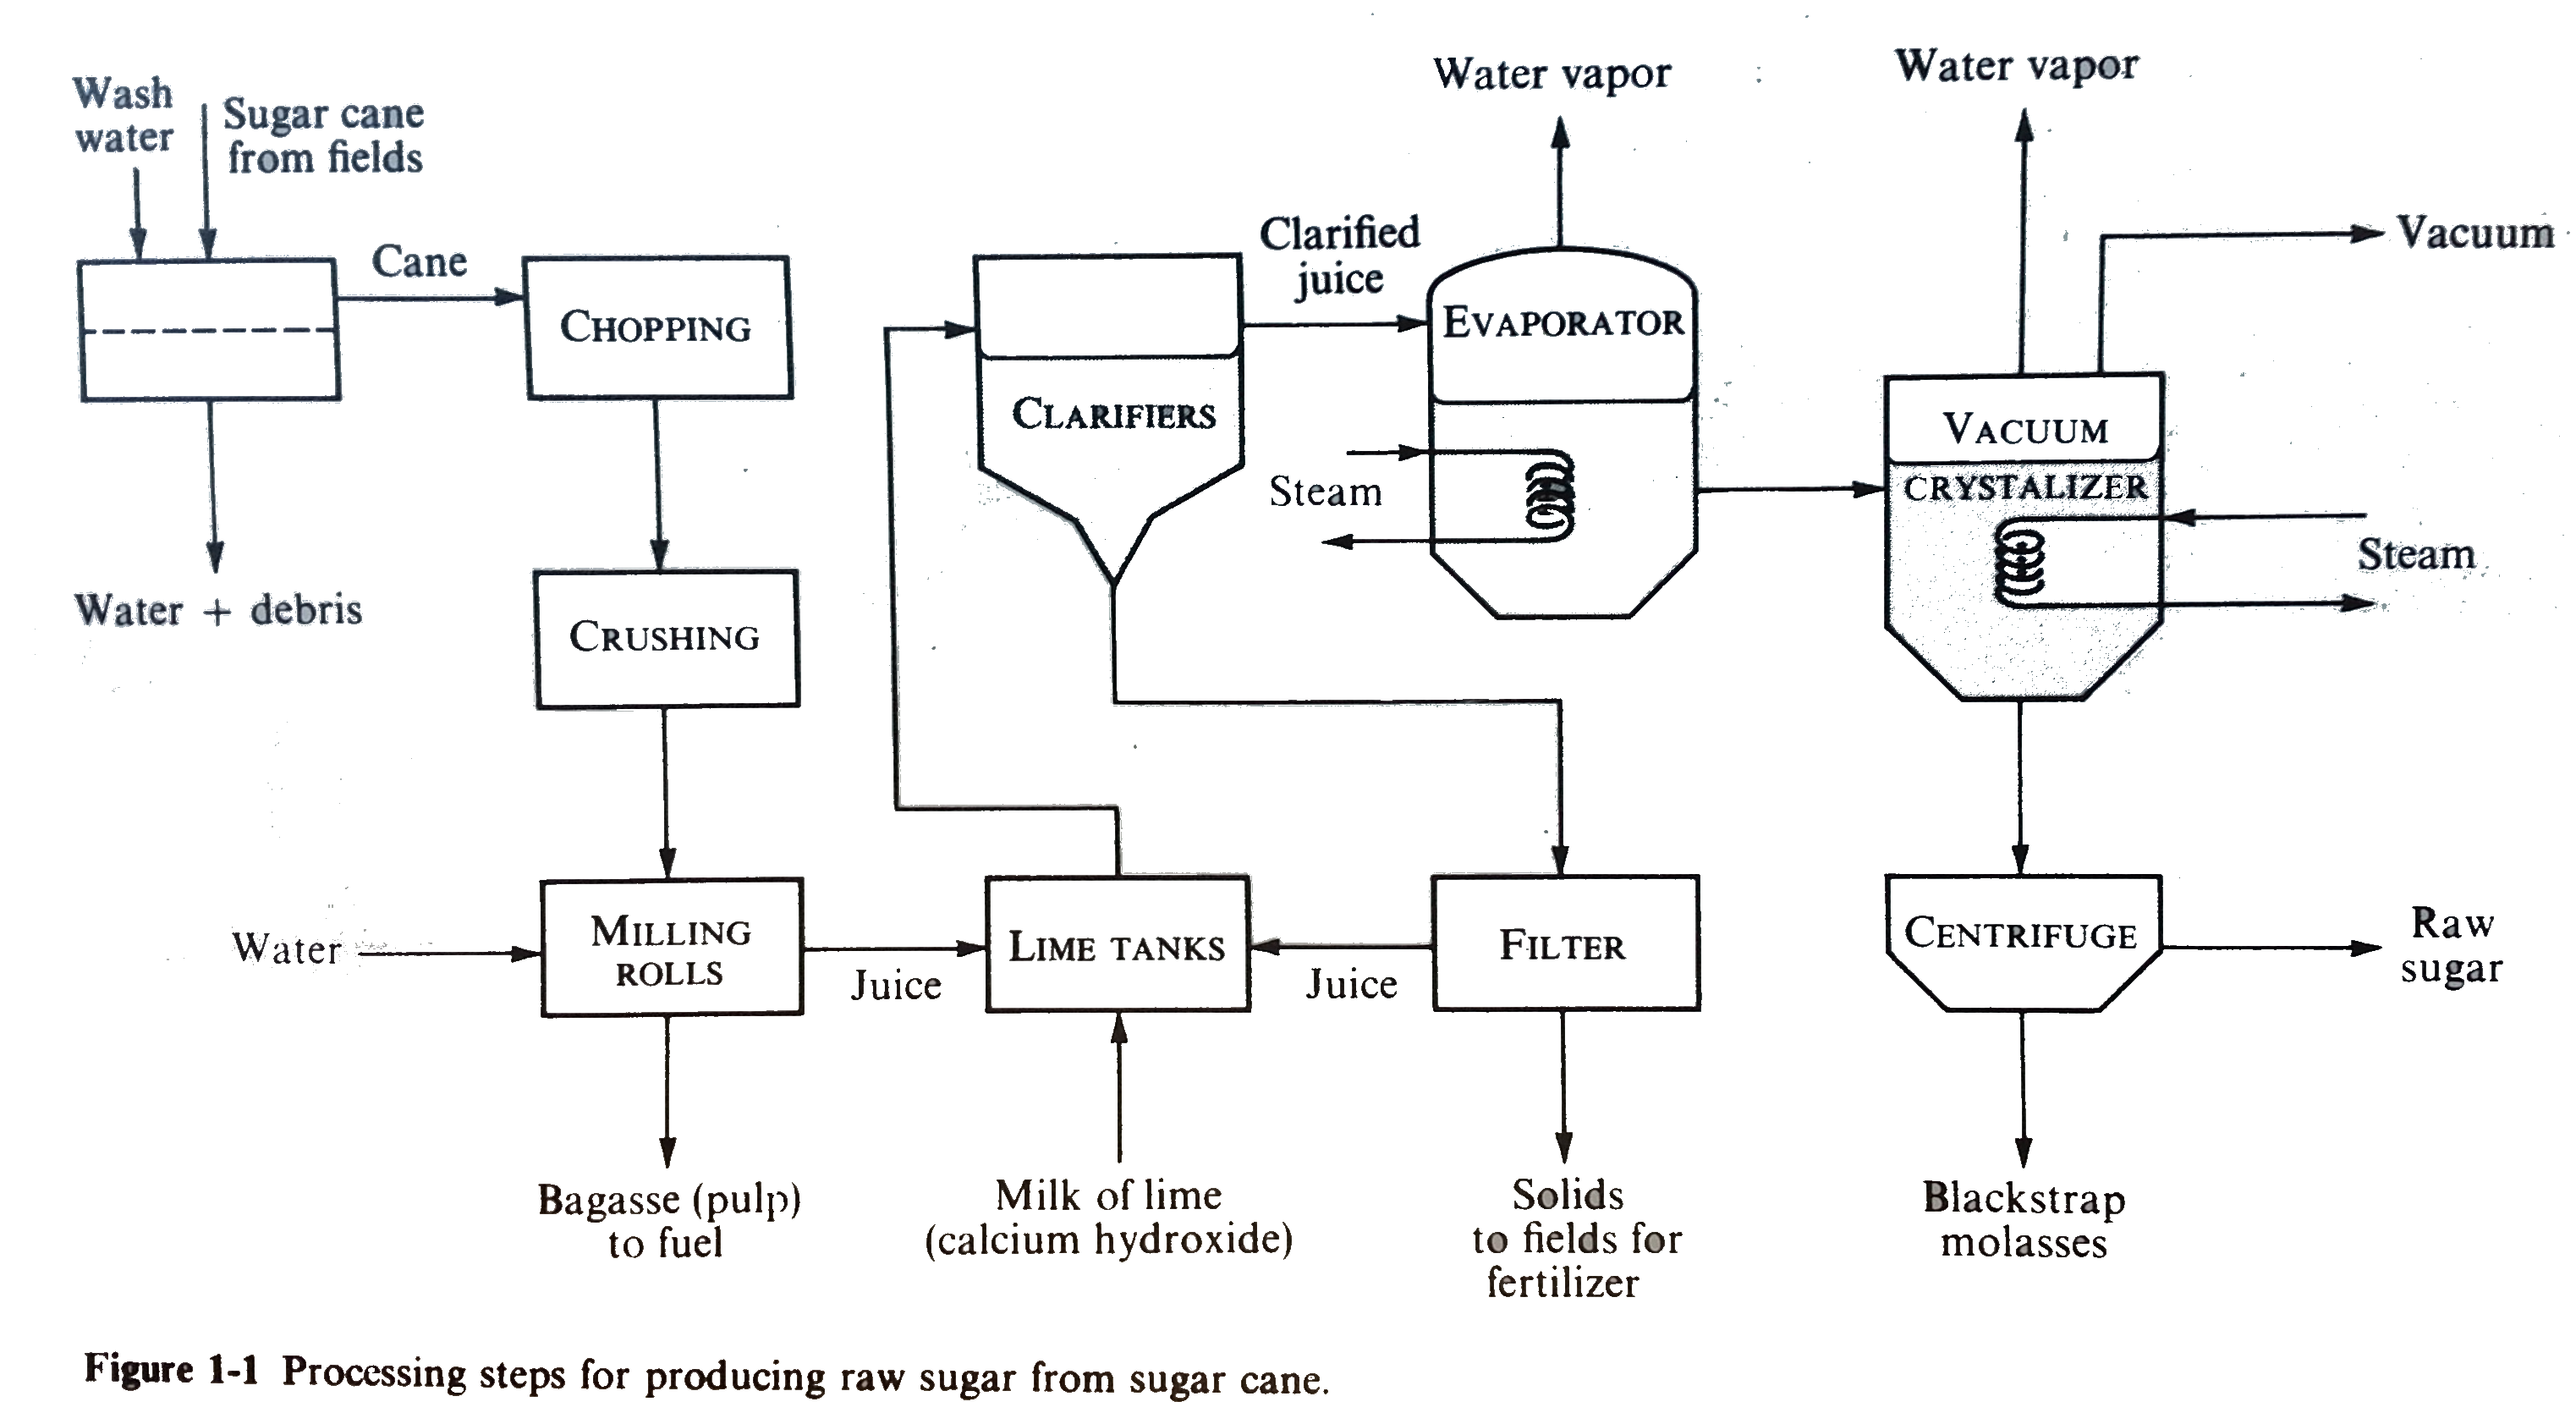 Wash
water
Sugar cane
from fields
Cane
CHOPPING
Water + debris
CRUSHING
Water
MILLING
ROLLS
Juice
Bagasse (pulp)
to fuel
CLARIFIERS
Clarified
juice
LIME TANKS
Milk of lime
(calcium hydroxide)
Water vapor
EVAPORATOR
Steam
Juice
FILTER
Solids
to fields for
fertilizer
Water vapor
Vacuum
VACUUM
CRYSTALIZER
Steam
CENTRIFUGE
Raw
sugar
Blackstrap
molasses
Figure 1-1 Processing steps for producing raw sugar from sugar cane.